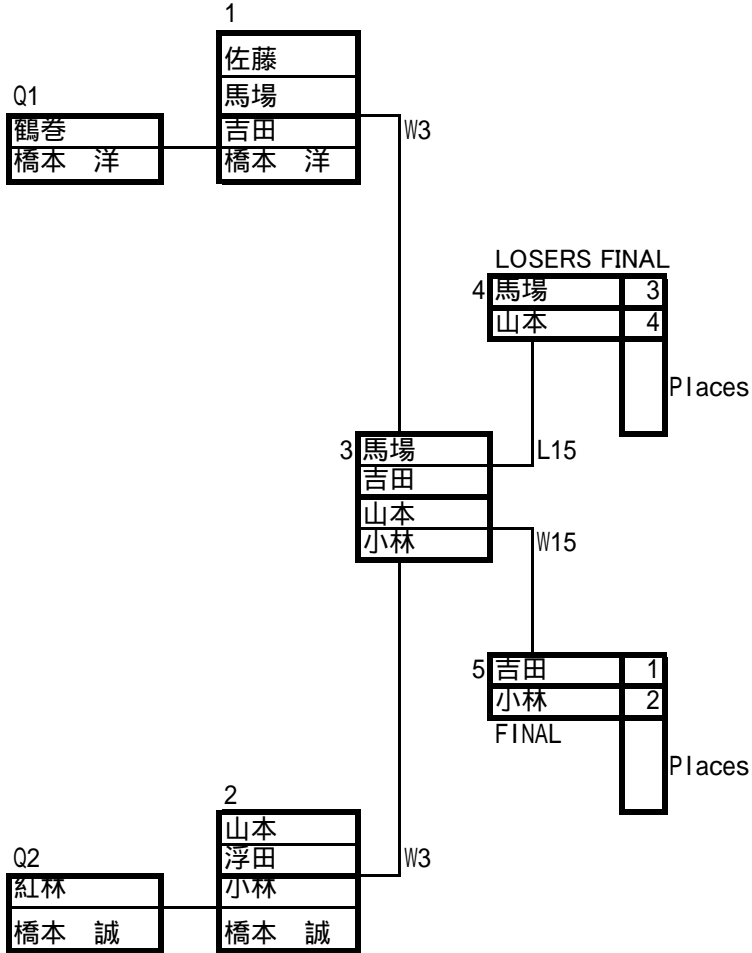 1
佐藤
馬場
吉田
橋本 洋
W3
Q1
鶴巻
橋本 洋
LOSERS FINAL
4 馬場 3
山本 4
Places
3 馬場
吉田
山本
小林
L15
W15
5 吉田 1
小林 2
FINAL
Places
2
山本
浮田
小林
橋本 誠
W3
Q2
紅林
橋本 誠